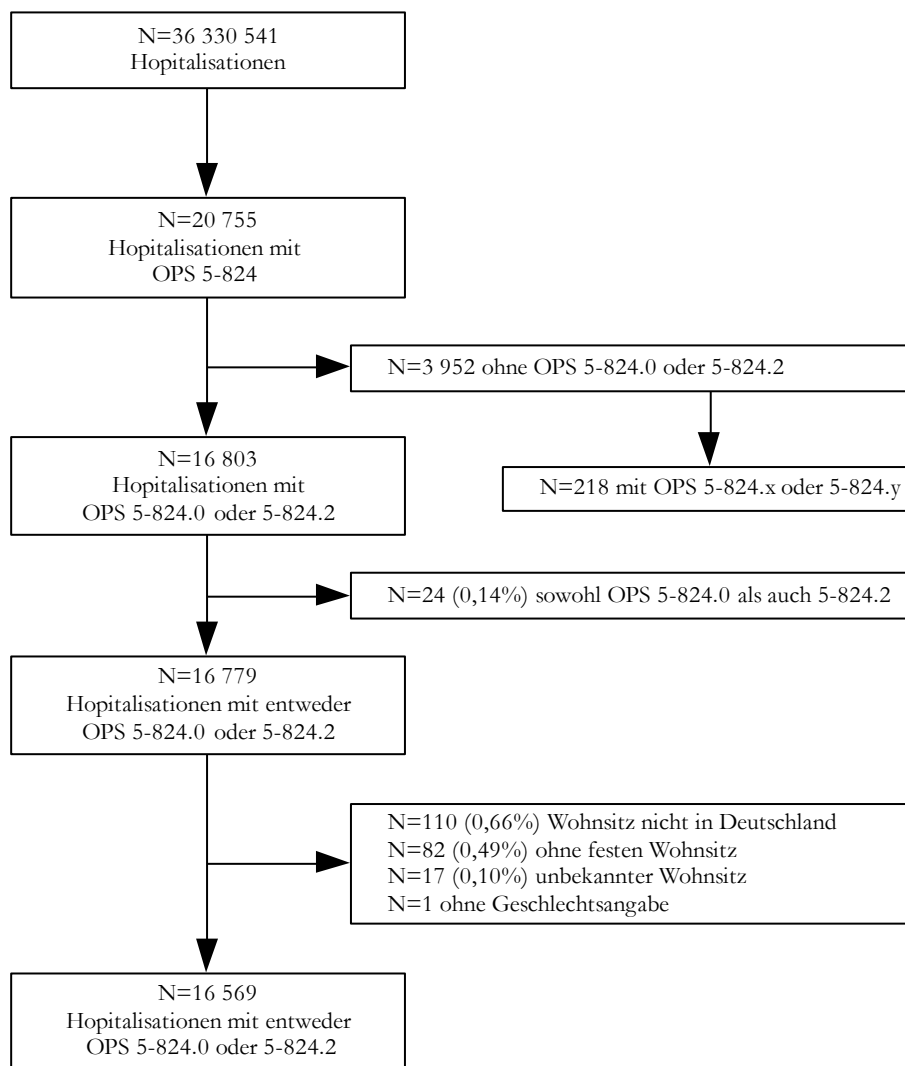 N=36 330 541
Hopitalisationen
N=20 755
Hopitalisationen mit
OPS 5-824
N=3 952 ohne OPS 5-824.0 oder 5-824.2
N=16 803
Hopitalisationen mit
OPS 5-824.0 oder 5-824.2
N=218 mit OPS 5-824.x oder 5-824.y
N=24 (0,14%) sowohl OPS 5-824.0 als auch 5-824.2
N=16 779
Hopitalisationen mit entweder
OPS 5-824.0 oder 5-824.2
N=110 (0,66%) Wohnsitz nicht in Deutschland
N=82 (0,49%) ohne festen Wohnsitz
N=17 (0,10%) unbekannter Wohnsitz
N=1 ohne Geschlechtsangabe
N=16 569
Hopitalisationen mit entweder
OPS 5-824.0 oder 5-824.2